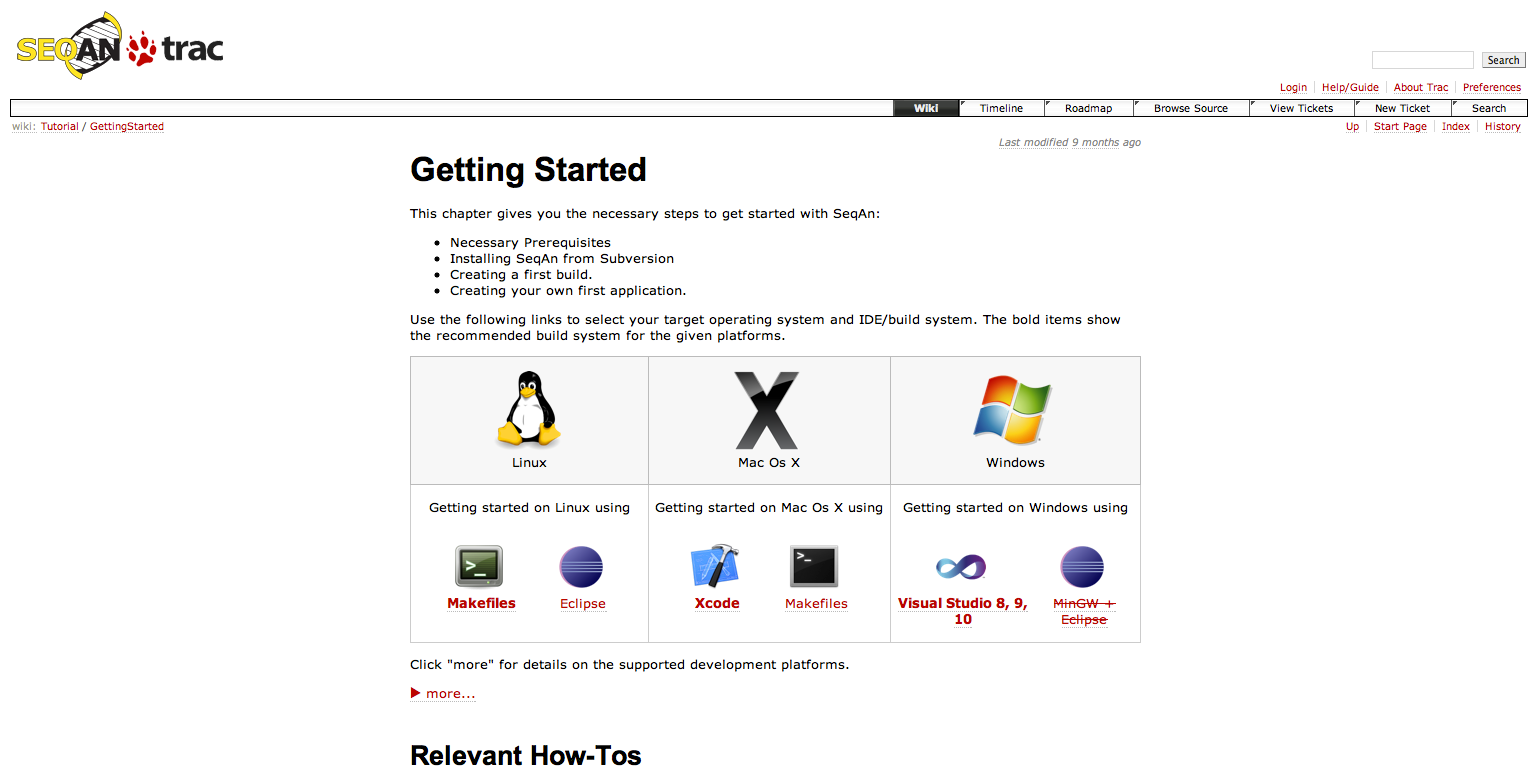 SEQAN trac
Search
Login Help/Guide About Trac Preferences
Wiki Timeline Roadmap Browse Source View Tickets New Ticket Search
wiki: Tutorial / GettingStarted
Up Start Page Index History
Last modified 9 months ago
Getting Started
This chapter gives you the necessary steps to get started with SeqAn:
• Necessary Prerequisites
• Installing SeqAn from Subversion
• Creating a first build.
• Creating your own first application.
Use the following links to select your target operating system and IDE/build system. The bold items show
the recommended build system for the given platforms.
Linux Mac Os X Windows
Getting started on Linux using Getting started on Mac Os X using Getting started on Windows using
Makefiles Eclipse Xcode Makefiles Visual Studio 8, 9, MinGW +
10 Eclipse
Click "more" for details on the supported development platforms.
▶ more...
Relevant How-Tos